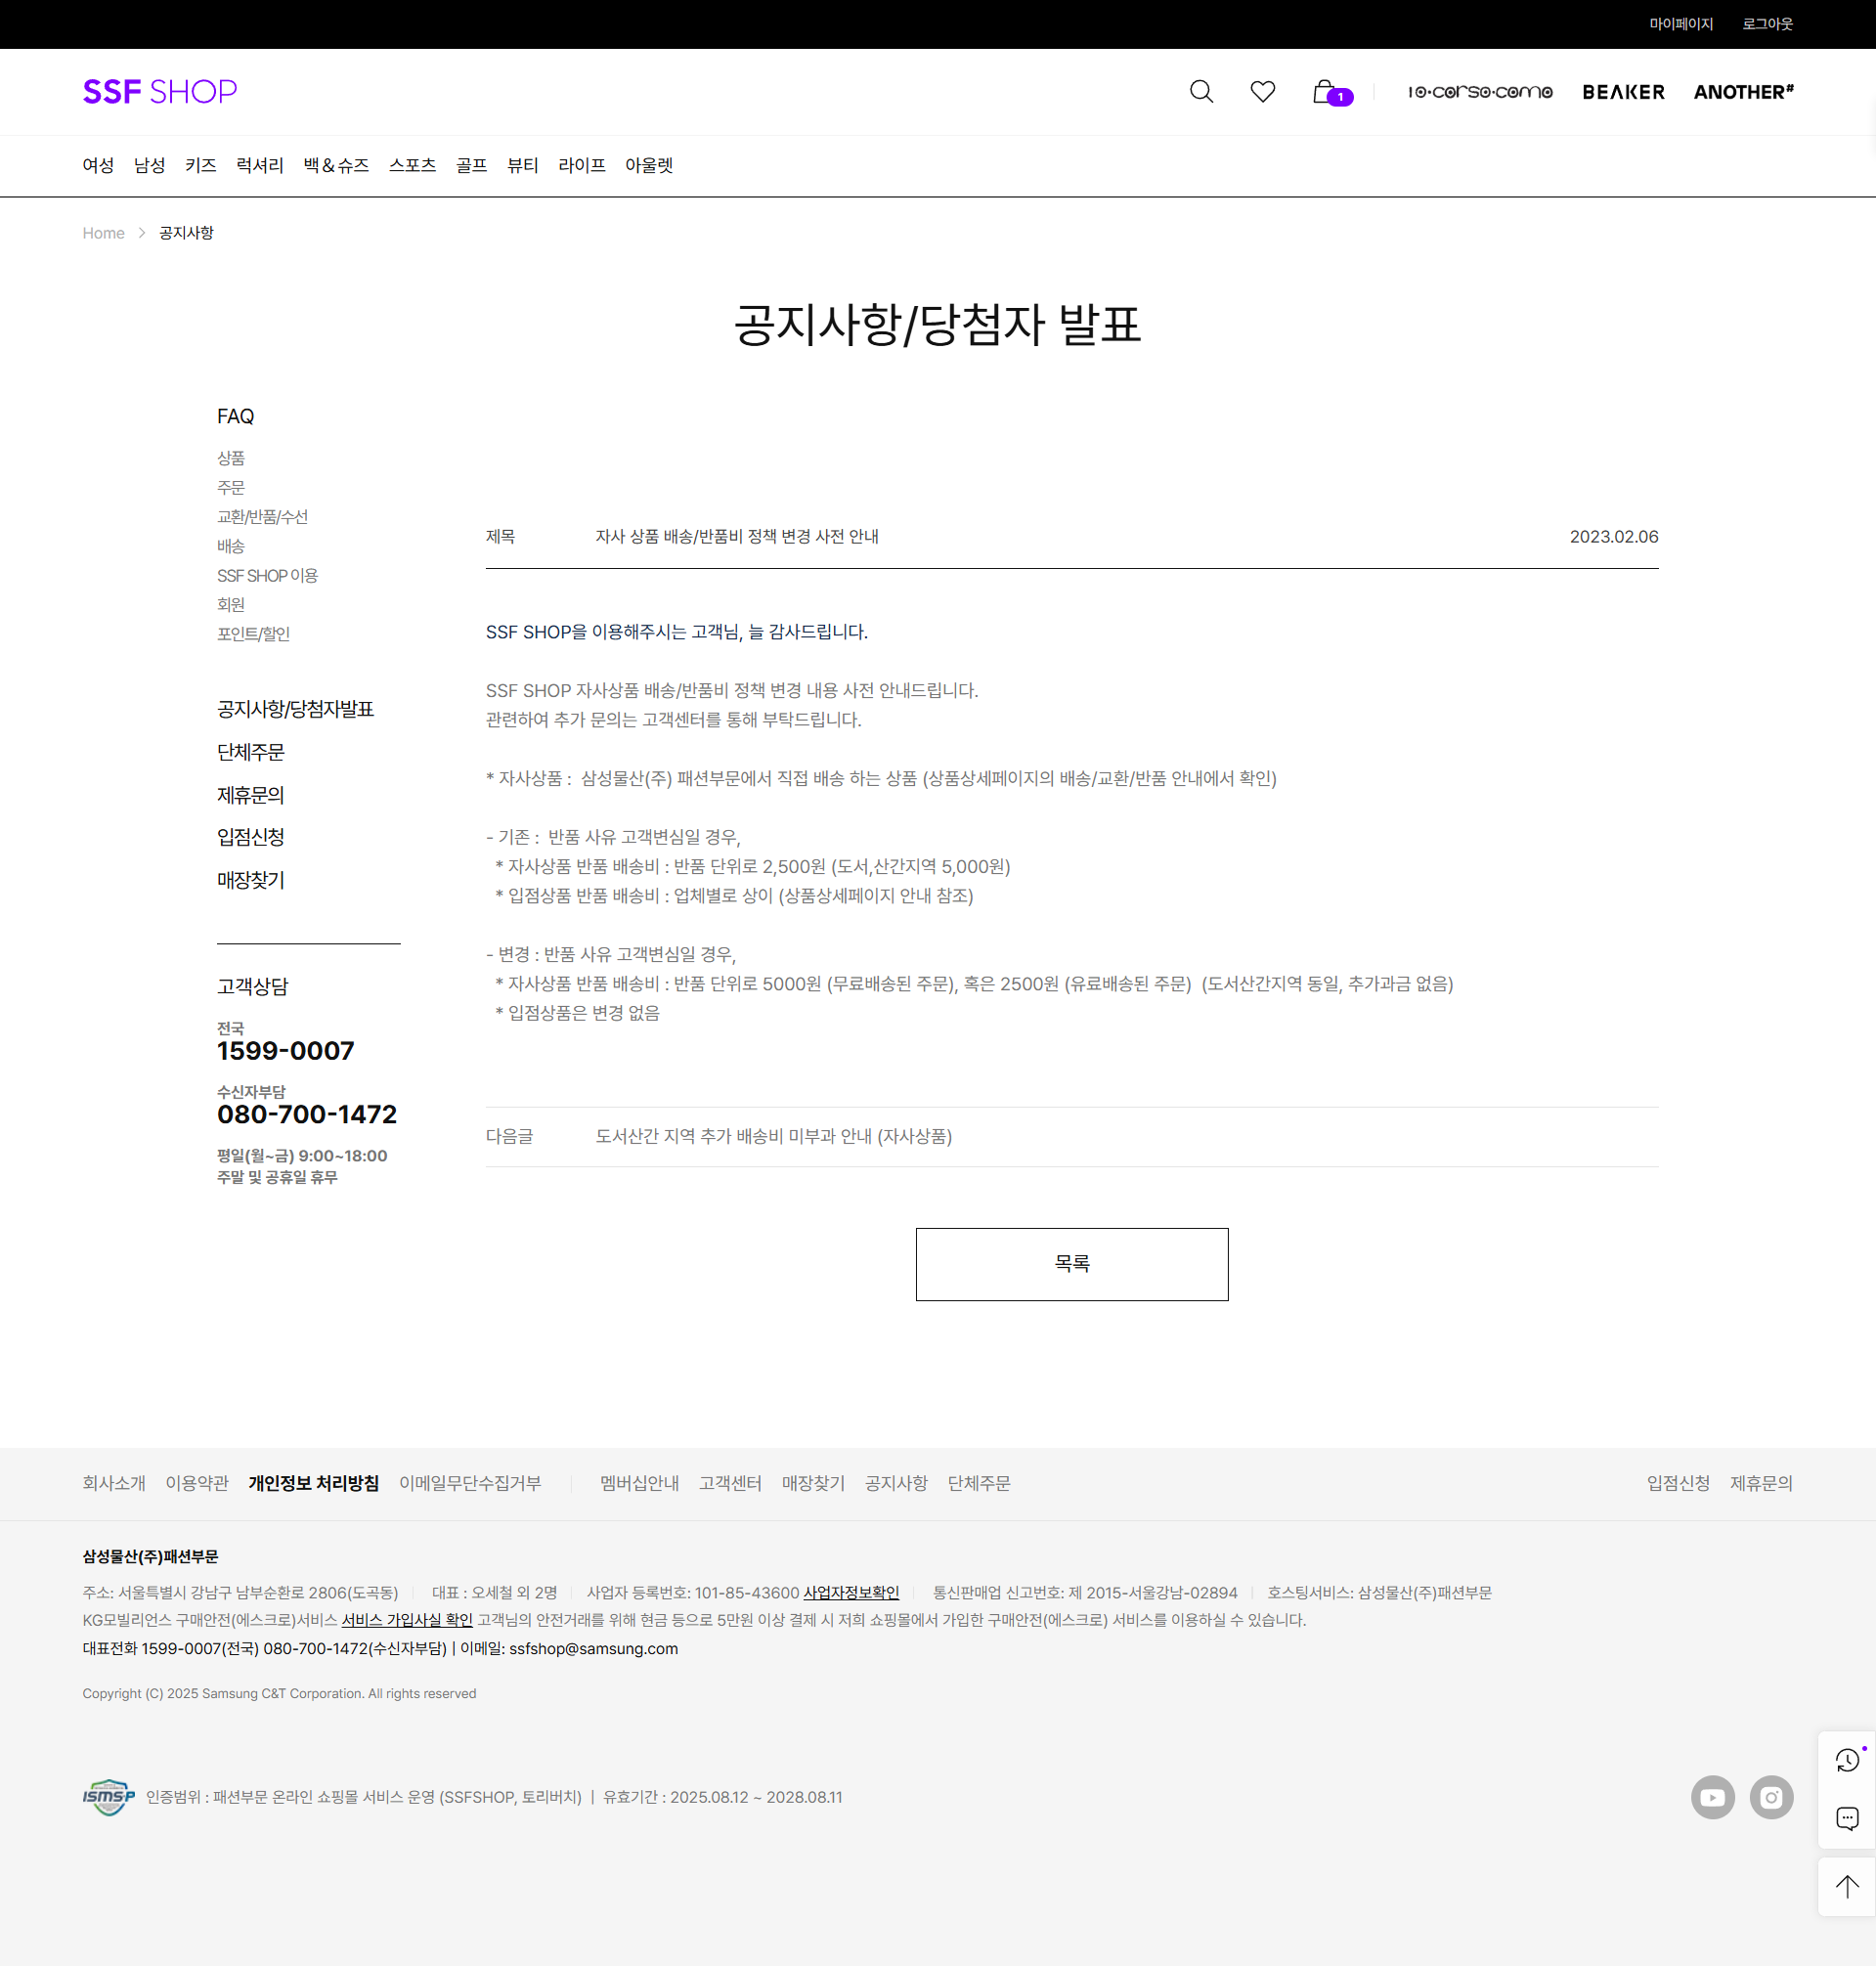 마이페이지 로그아웃
SSF SHOP
1
10·corso·como BEAKER ANOTHER#
여성 남성 키즈 럭셔리 백&슈즈 스포츠 골프 뷰티 라이프 아울렛
Home > 공지사항
공지사항/당첨자 발표
FAQ
상품
주문
교환/반품/수선
배송
SSF SHOP 이용
회원
포인트/할인
공지사항/당첨자발표
단체주문
제휴문의
입점신청
매장찾기
고객상담
전국
1599-0007
수신자부담
080-700-1472
평일(월~금) 9:00~18:00
주말 및 공휴일 휴무
제목 자사 상품 배송/반품비 정책 변경 사전 안내 2023.02.06
SSF SHOP을 이용해주시는 고객님, 늘 감사드립니다.
SSF SHOP 자사상품 배송/반품비 정책 변경 내용 사전 안내드립니다.
관련하여 추가 문의는 고객센터를 통해 부탁드립니다.
* 자사상품 : 삼성물산(주) 패션부문에서 직접 배송 하는 상품 (상품상세페이지의 배송/교환/반품 안내에서 확인)
- 기존 : 반품 사유 고객변심일 경우,
* 자사상품 반품 배송비 : 반품 단위로 2,500원 (도서,산간지역 5,000원)
* 입점상품 반품 배송비 : 업체별로 상이 (상품상세페이지 안내 참조)
- 변경 : 반품 사유 고객변심일 경우,
* 자사상품 반품 배송비 : 반품 단위로 5000원 (무료배송된 주문), 혹은 2500원 (유료배송된 주문) (도서산간지역 동일, 추가과금 없음)
* 입점상품은 변경 없음
다음글 도서산간 지역 추가 배송비 미부과 안내 (자사상품)
목록
회사소개 이용약관 개인정보 처리방침 이메일무단수집거부 멤버십안내 고객센터 매장찾기 공지사항 단체주문 입점신청 제휴문의
삼성물산(주)패션부문
주소: 서울특별시 강남구 남부순환로 2806(도곡동) 대표 : 오세철 외 2명 사업자 등록번호: 101-85-43600 사업자정보확인 통신판매업 신고번호: 제 2015-서울강남-02894 호스팅서비스: 삼성물산(주)패션부문
KG모빌리언스 구매안전(에스크로)서비스 서비스 가입사실 확인 고객님의 안전거래를 위해 현금 등으로 5만원 이상 결제 시 저희 쇼핑몰에서 가입한 구매안전(에스크로) 서비스를 이용하실 수 있습니다.
대표전화 1599-0007(전국) 080-700-1472(수신자부담) | 이메일: ssfshop@samsung.com
Copyright (C) 2025 Samsung C&T Corporation. All rights reserved
ISMS-P 인증범위 : 패션부문 온라인 쇼핑몰 서비스 운영 (SSFSHOP, 토리버치) | 유효기간 : 2025.08.12 ~ 2028.08.11